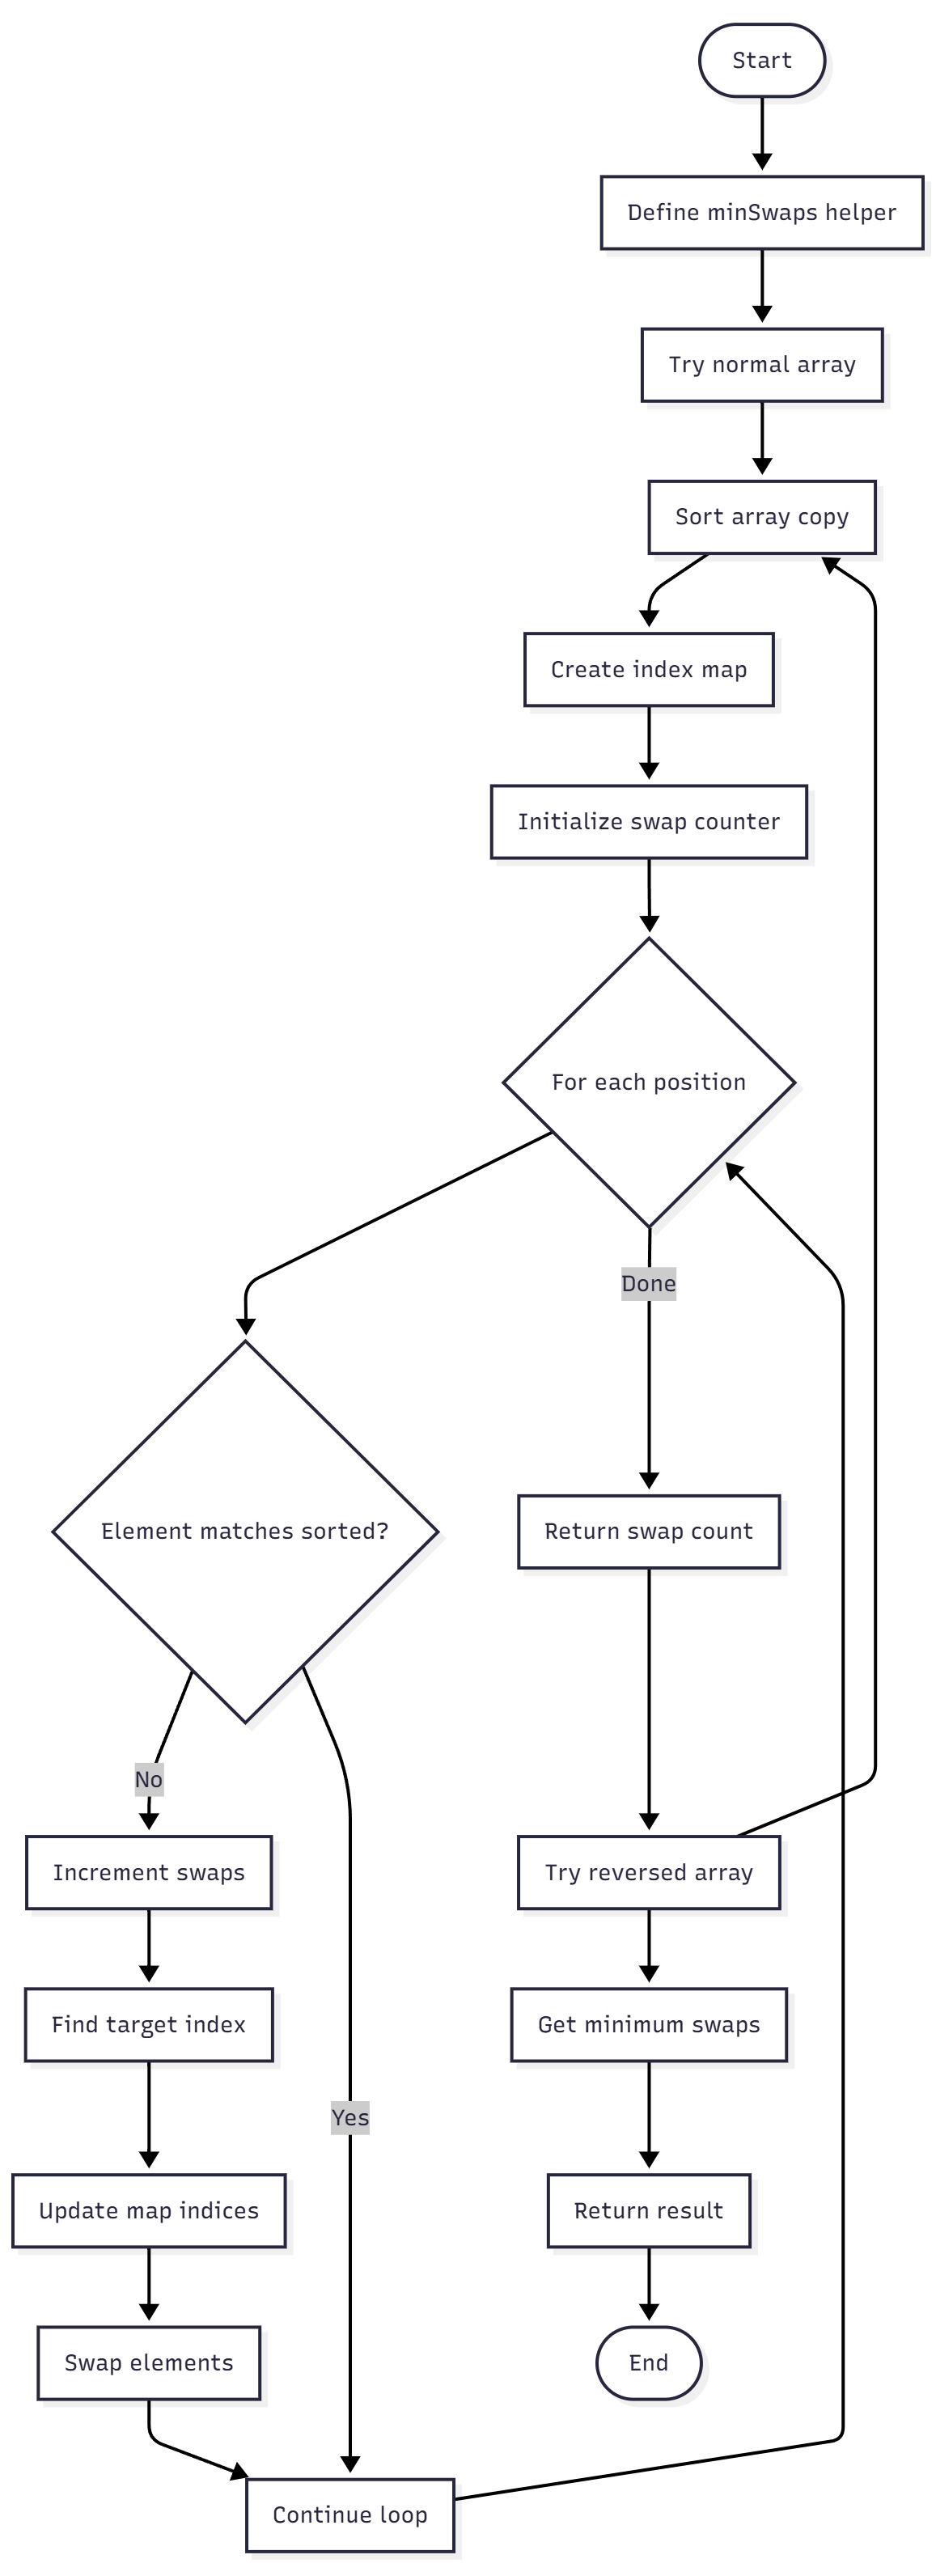 Start
Define minSwaps helper
Try normal array
Sort array copy
Create index map
Initialize swap counter
For each position
Done
Element matches sorted?
Return swap count
No
Increment swaps
Try reversed array
Find target index
Get minimum swaps
Yes
Update map indices
Return result
Swap elements
End
Continue loop